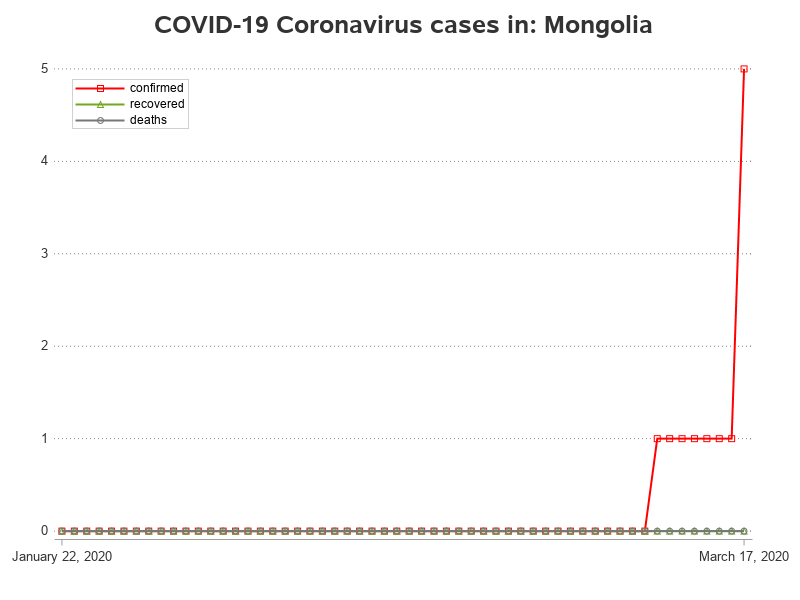 COVID-19 Coronavirus cases in: Mongolia
5
confirmed
recovered
deaths
4
3
2
1
0
January 22, 2020
March 17, 2020